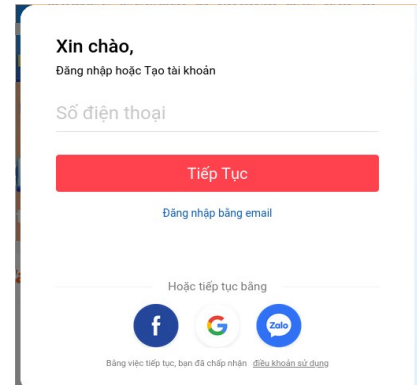 Xin chào,
Đăng nhập hoặc Tạo tài khoản
Số điện thoại
Tiếp Tục
Đăng nhập bằng email
Hoặc tiếp tục bằng
f G Zalo
Bằng việc tiếp tục, bạn đã chấp nhận điều khoản sử dụng